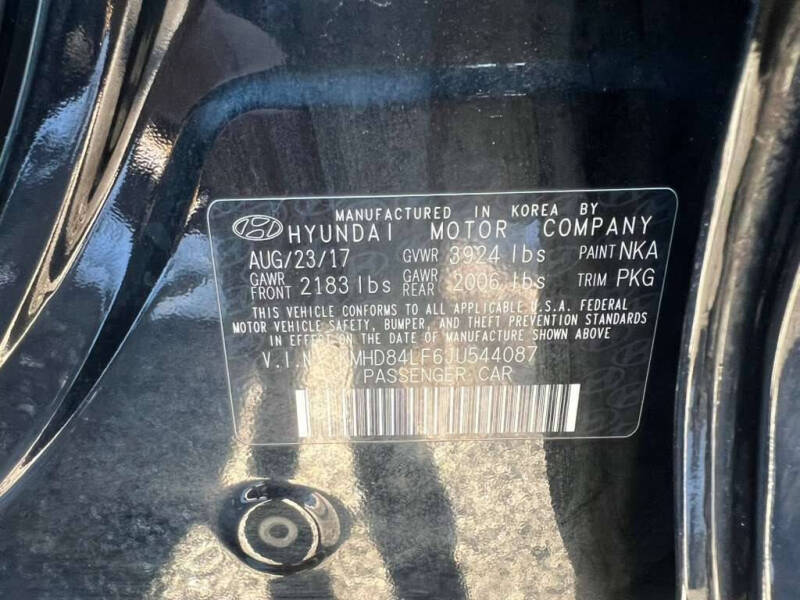 MANUFACTURED IN KOREA BY
HYUNDAI MOTOR COMPANY
AUG/23/17 GVWR 3924 lbs PAINT NKA
GAWR FRONT 2183 lbs GAWR REAR 2006 lbs TRIM PKG
THIS VEHICLE CONFORMS TO ALL APPLICABLE U.S.A. FEDERAL
MOTOR VEHICLE SAFETY, BUMPER, AND THEFT PREVENTION STANDARDS
IN EFFECT ON THE DATE OF MANUFACTURE SHOWN ABOVE
V.I.N KMHD84LF6JU544087
PASSENGER CAR